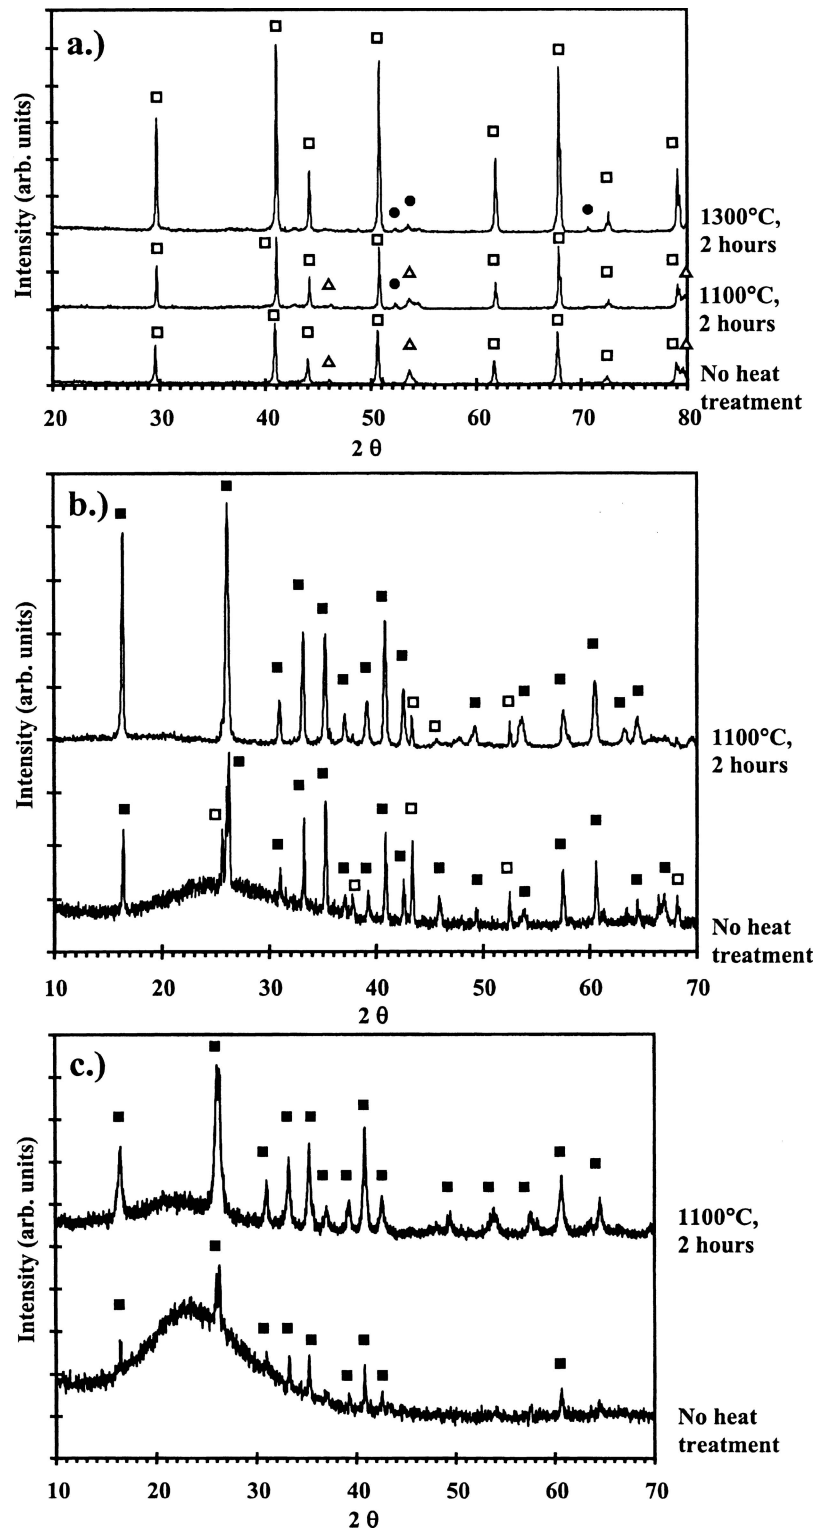 a.)
Intensity (arb. units)
1300°C,
2 hours
1100°C,
2 hours
No heat
treatment
20 30 40 50 60 70 80
2 θ
b.)
Intensity (arb. units)
1100°C,
2 hours
No heat
treatment
10 20 30 40 50 60 70
2 θ
c.)
Intensity (arb. units)
1100°C,
2 hours
No heat
treatment
10 20 30 40 50 60 70
2 θ